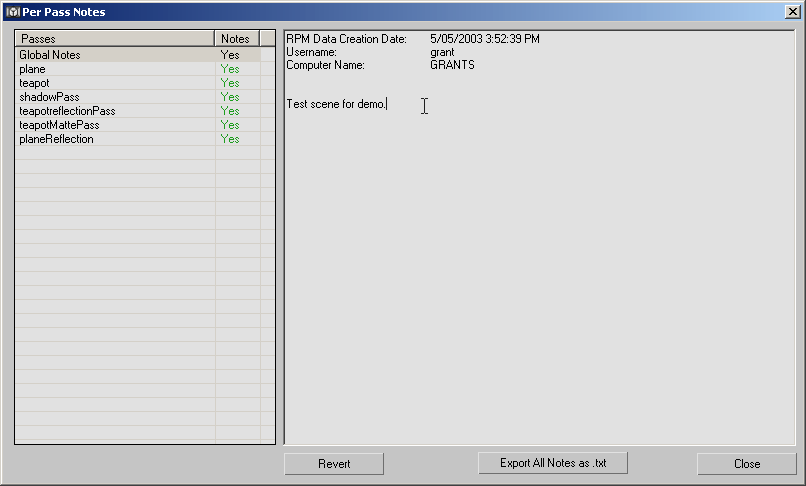 Per Pass Notes
Passes Notes
Global Notes Yes
plane Yes
teapot Yes
shadowPass Yes
teapotreflectionPass Yes
teapotMattePass Yes
planeReflection Yes
RPM Data Creation Date: 5/05/2003 3:52:39 PM
Username: grant
Computer Name: GRANTS
Test scene for demo.
Revert
Export All Notes as .txt
Close